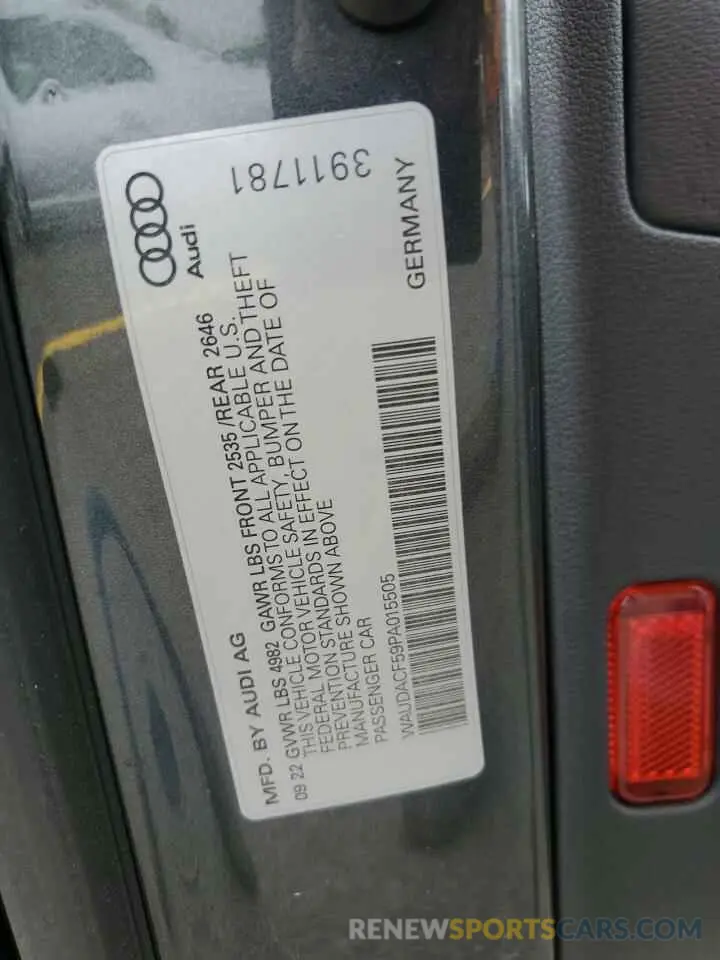 3911781
Audi
GERMANY
MFD. BY AUDI AG
09 22 GVWR LBS 4982 GAWR LBS FRONT 2535 /REAR 2646
THIS VEHICLE CONFORMS TO ALL APPLICABLE U.S.
FEDERAL MOTOR VEHICLE SAFETY, BUMPER AND THEFT
PREVENTION STANDARDS IN EFFECT ON THE DATE OF
MANUFACTURE SHOWN ABOVE
PASSENGER CAR
WAUDACF59PA015505
RENEWSPORTSCARS.COM